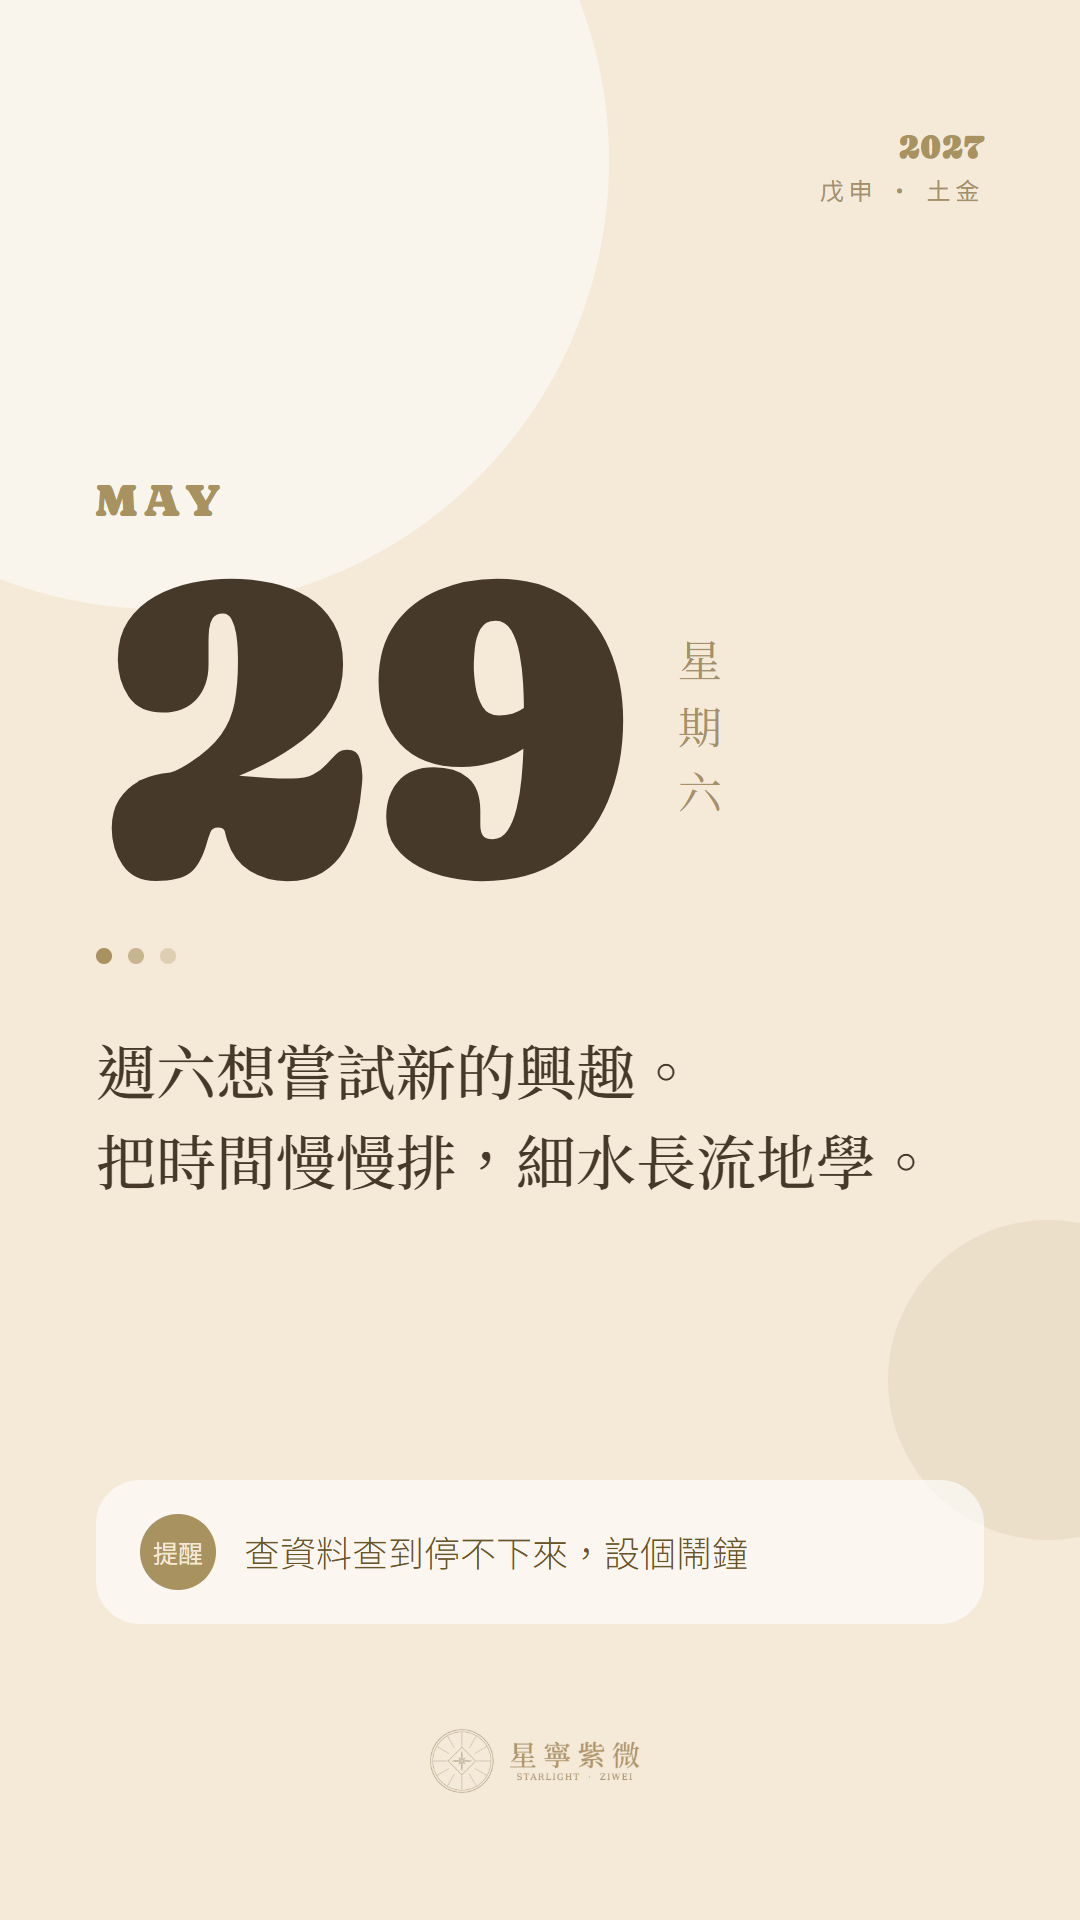 2027
戊申 · 土金
MAY
29
星期六
週六想嘗試新的興趣。
把時間慢慢排，細水長流地學。
提醒
查資料查到停不下來，設個鬧鐘
星寧紫微
STARLIGHT · ZIWEI